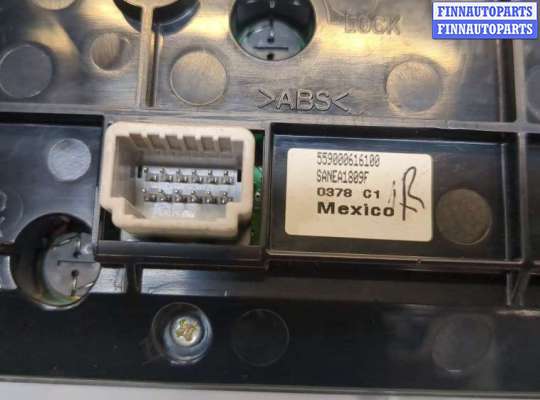 FINNAUTOPARTS
FINNAUTOPARTS
LOCK
>ABS<
559000616100
SANEA1809F
0378 C1
Mexico